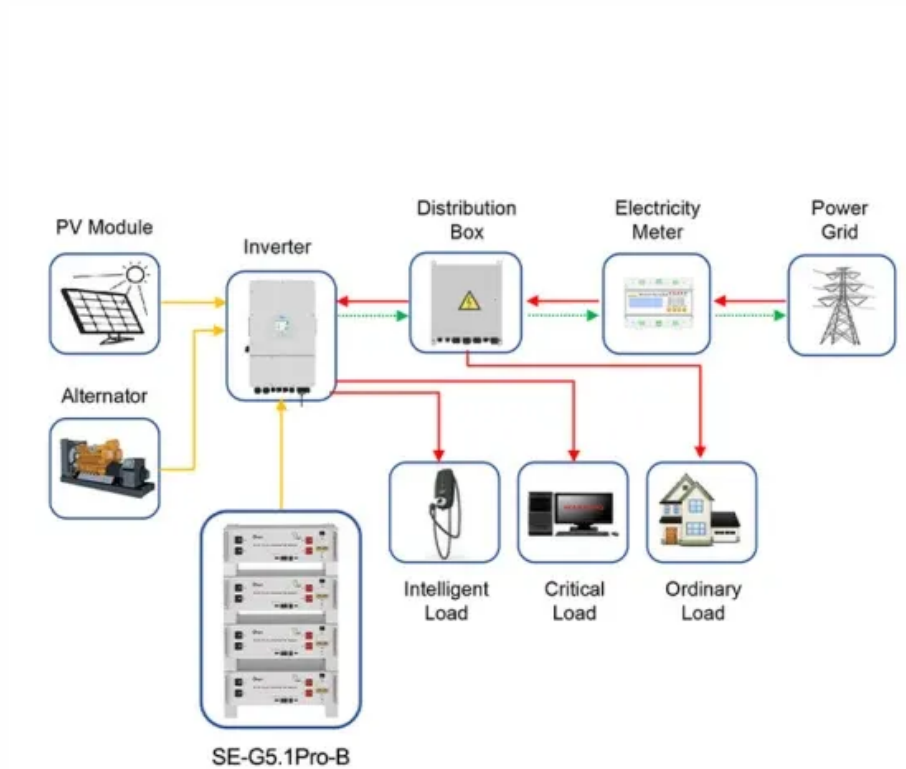 PV Module
Inverter
Distribution
Box
Electricity
Meter
Power
Grid
Alternator
Intelligent
Load
Critical
Load
Ordinary
Load
SE-G5.1Pro-B